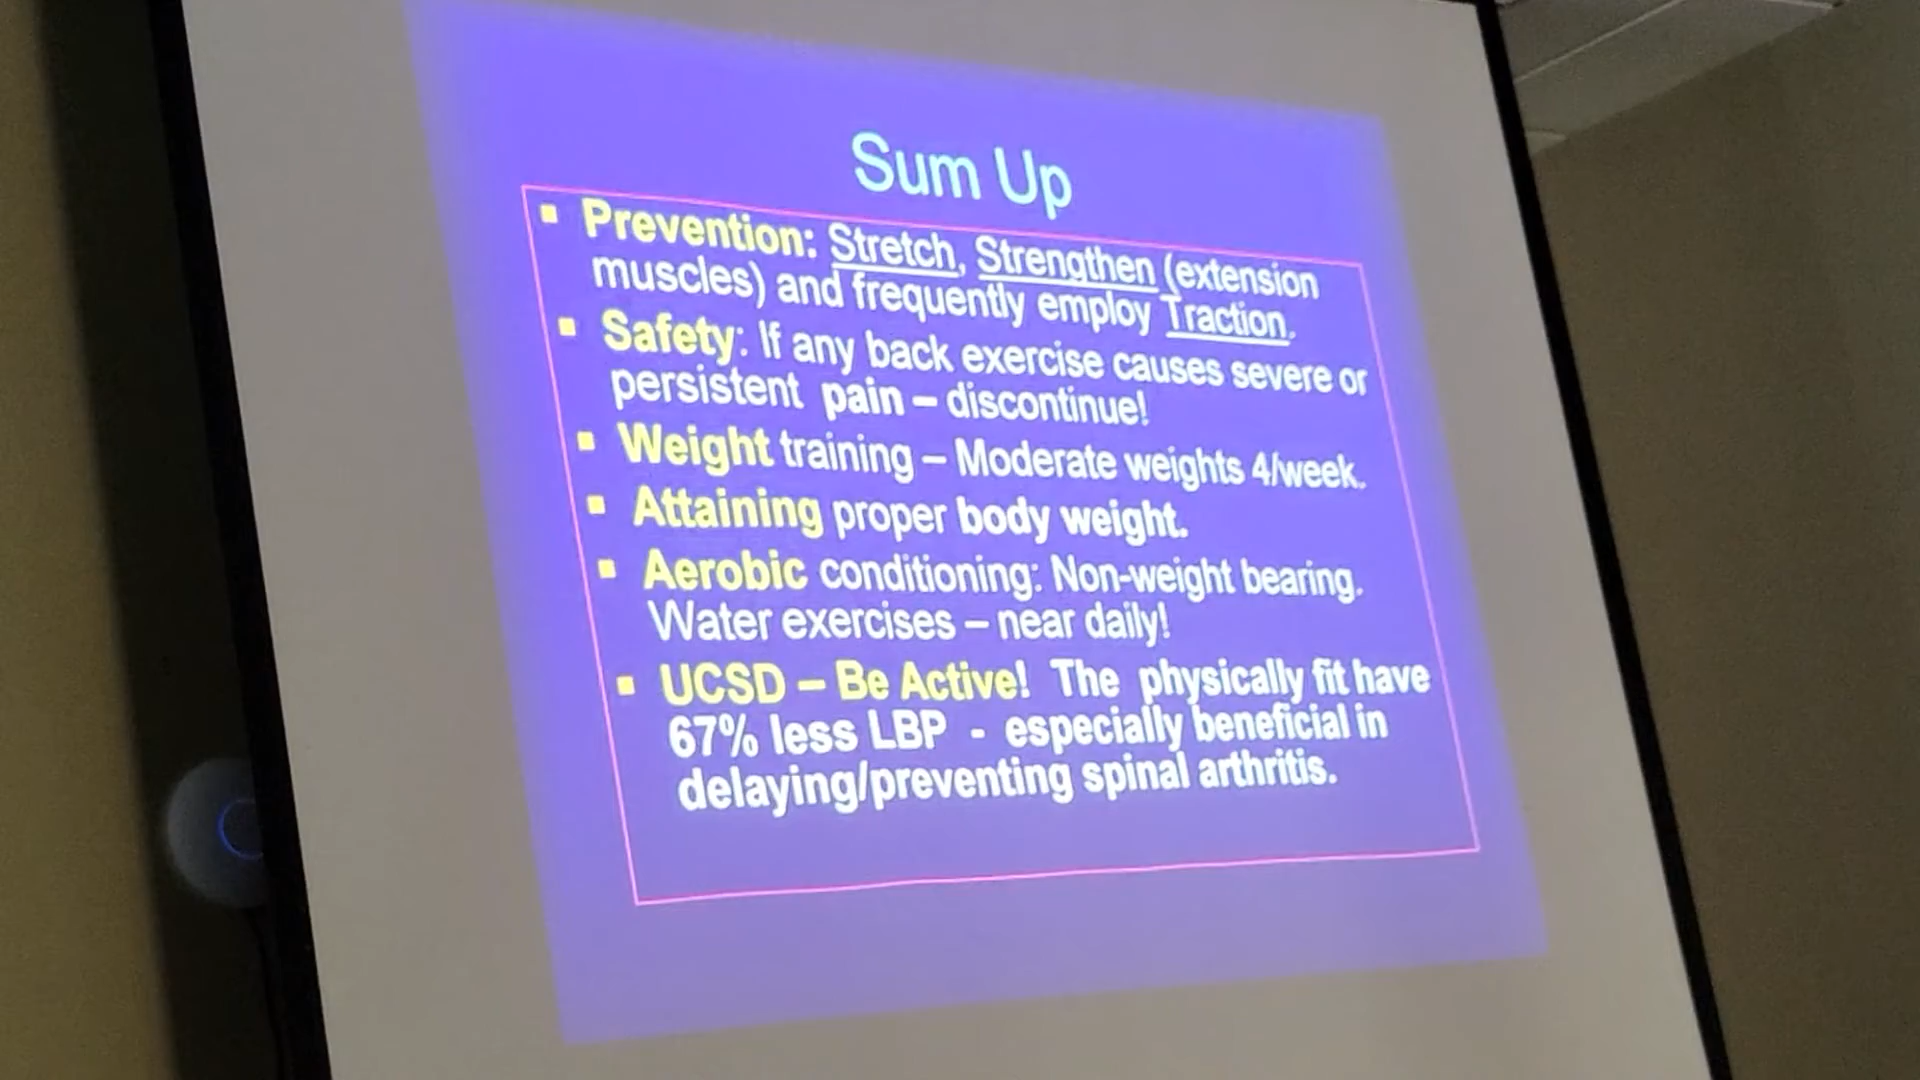 Sum Up
▪ Prevention: Stretch, Strengthen (extension
muscles) and frequently employ Traction.
▪ Safety: If any back exercise causes severe or
persistent pain – discontinue!
▪ Weight training – Moderate weights 4/week.
▪ Attaining proper body weight.
▪ Aerobic conditioning: Non-weight bearing.
Water exercises – near daily!
▪ UCSD – Be Active! The physically fit have
67% less LBP - especially beneficial in
delaying/preventing spinal arthritis.